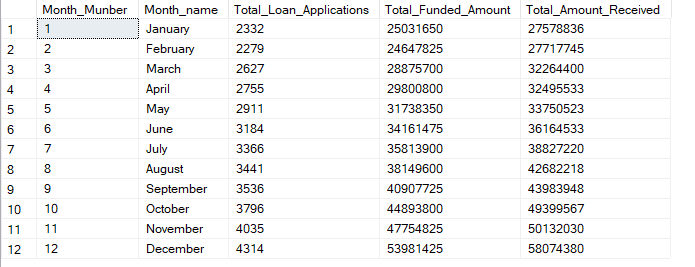 Month_Munber Month_name Total_Loan_Applications Total_Funded_Amount Total_Amount_Received
1 1 January 2332 25031650 27578836
2 2 February 2279 24647825 27717745
3 3 March 2627 28875700 32264400
4 4 April 2755 29800800 32495533
5 5 May 2911 31738350 33750523
6 6 June 3184 34161475 36164533
7 7 July 3366 35813900 38827220
8 8 August 3441 38149600 42682218
9 9 September 3536 40907725 43983948
10 10 October 3796 44893800 49399567
11 11 November 4035 47754825 50132030
12 12 December 4314 53981425 58074380